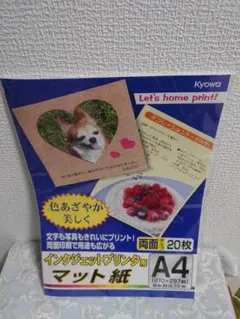 Kyowa
Let's home print!
色あざやか
美しく
文字も写真もきれいにプリント!
両面印刷で用途も広がる
両面
20枚
インクジェットプリンタ用
マット紙
A4
(210×297㎜)